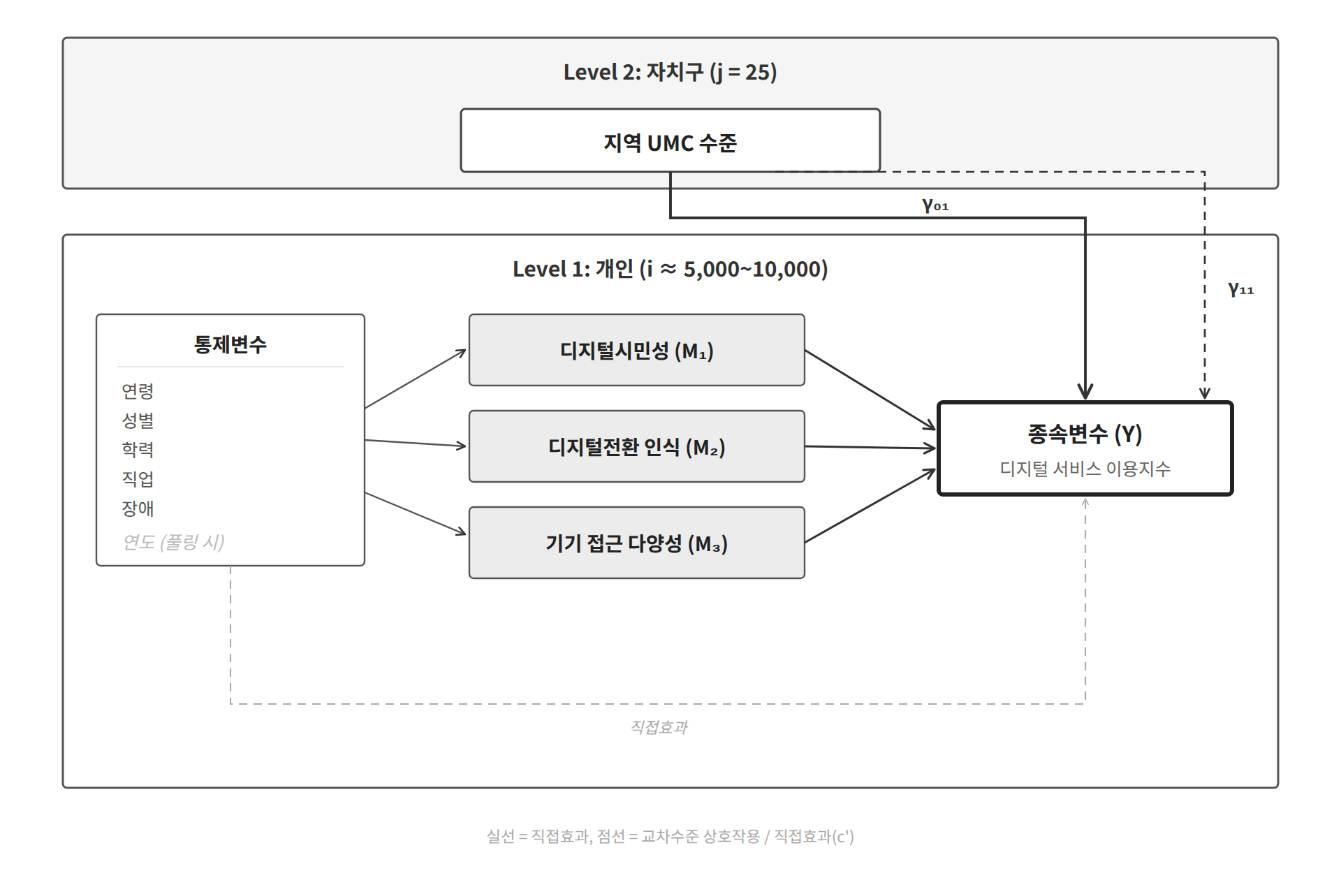 Level 2: 자치구 (j = 25)
지역 UMC 수준
γ₀₁
Level 1: 개인 (i ≈ 5,000~10,000)
γ₁₁
통제변수
연령
성별
학력
직업
장애
연도 (풀링 시)
디지털시민성 (M₁)
디지털전환 인식 (M₂)
기기 접근 다양성 (M₃)
종속변수 (Y)
디지털 서비스 이용지수
직접효과
실선 = 직접효과, 점선 = 교차수준 상호작용 / 직접효과(c')